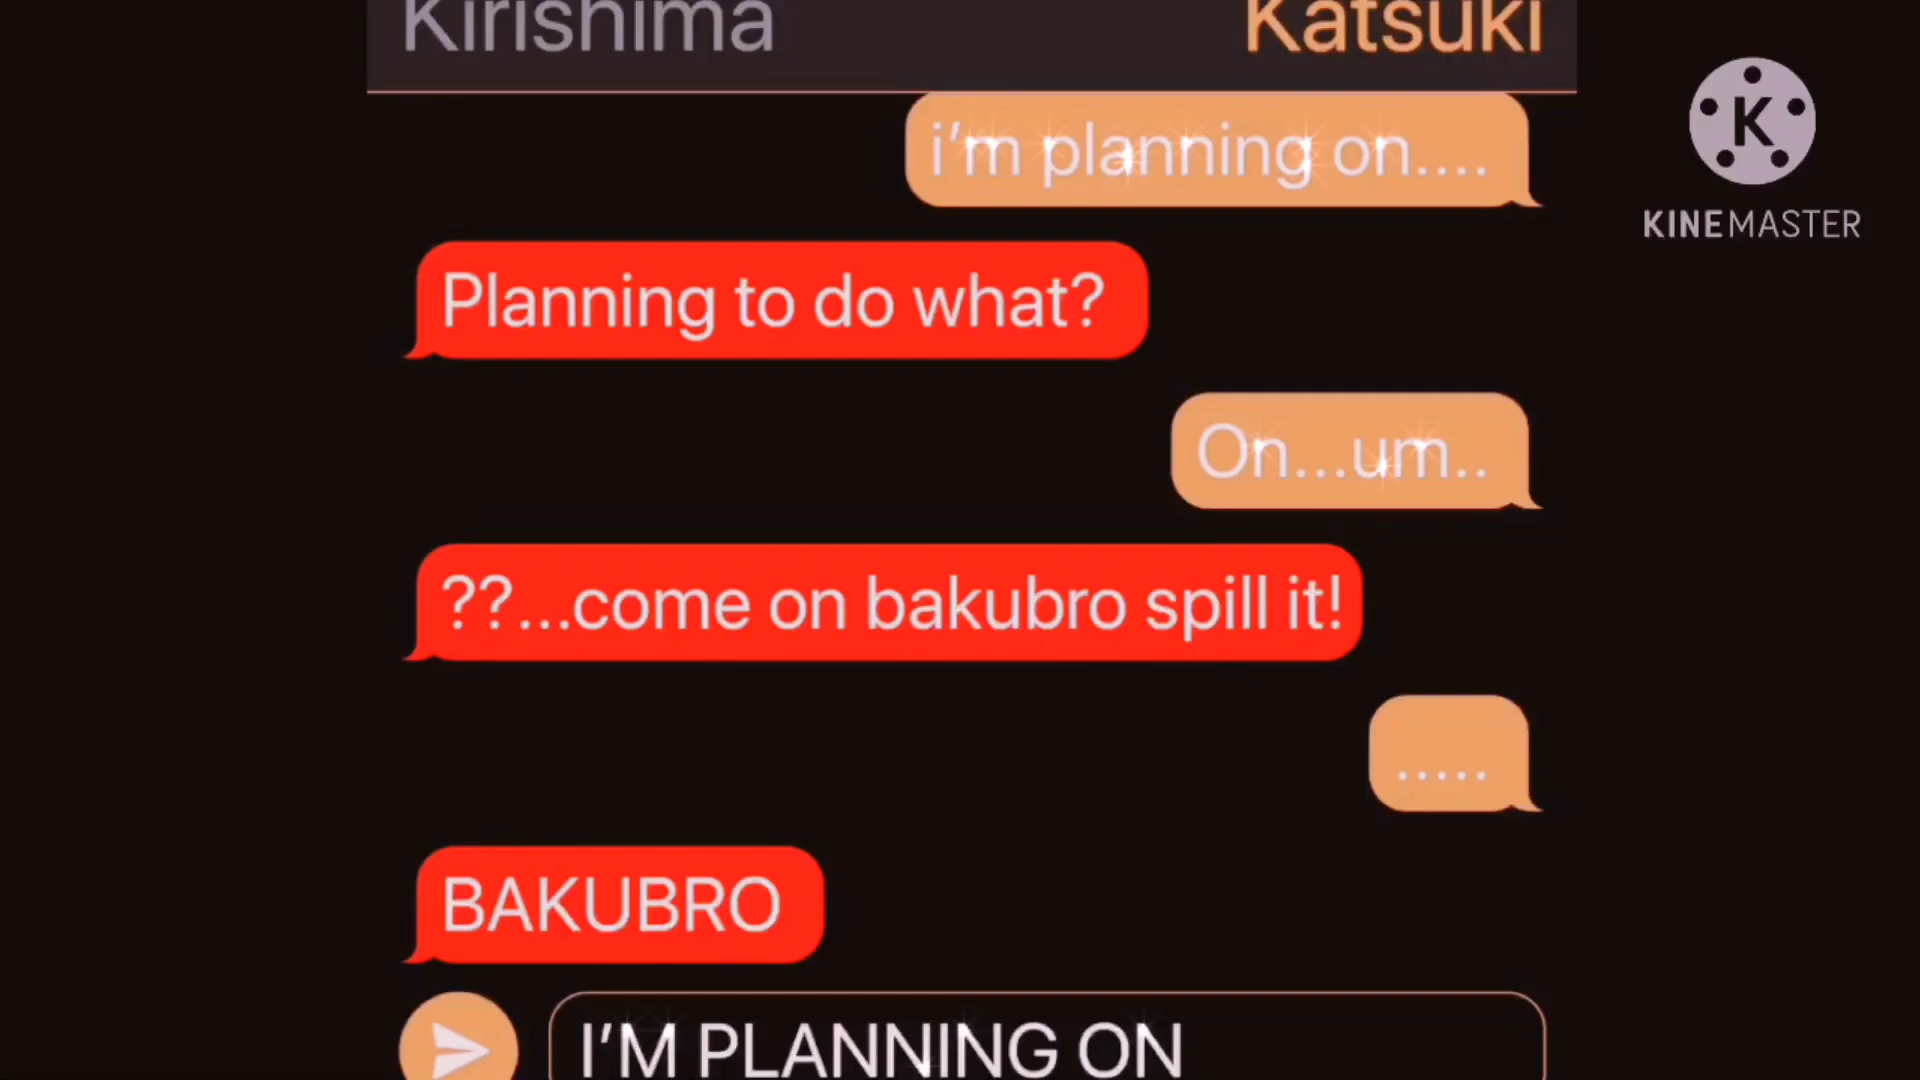 Kirishima Katsuki
i'm planning on....
Planning to do what?
On...um..
??...come on bakubro spill it!
.....
BAKUBRO
I'M PLANNING ON
K
KINEMASTER